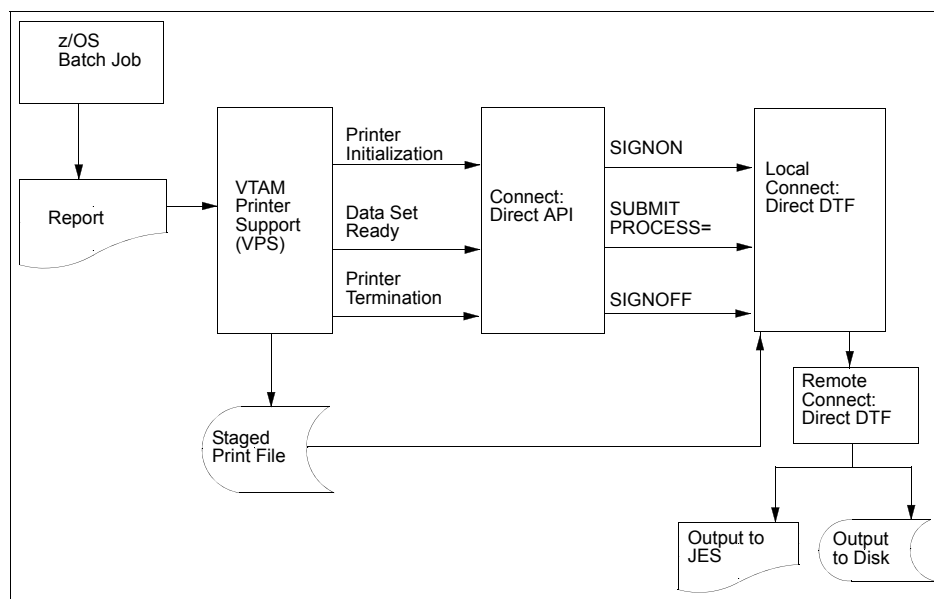 z/OS
Batch Job
Report
VTAM
Printer
Support
(VPS)
Printer
Initialization
Data Set
Ready
Printer
Termination
Connect:
Direct API
SIGNON
SUBMIT
PROCESS=
SIGNOFF
Local
Connect:
Direct DTF
Remote
Connect:
Direct DTF
Staged
Print File
Output to
JES
Output
to Disk